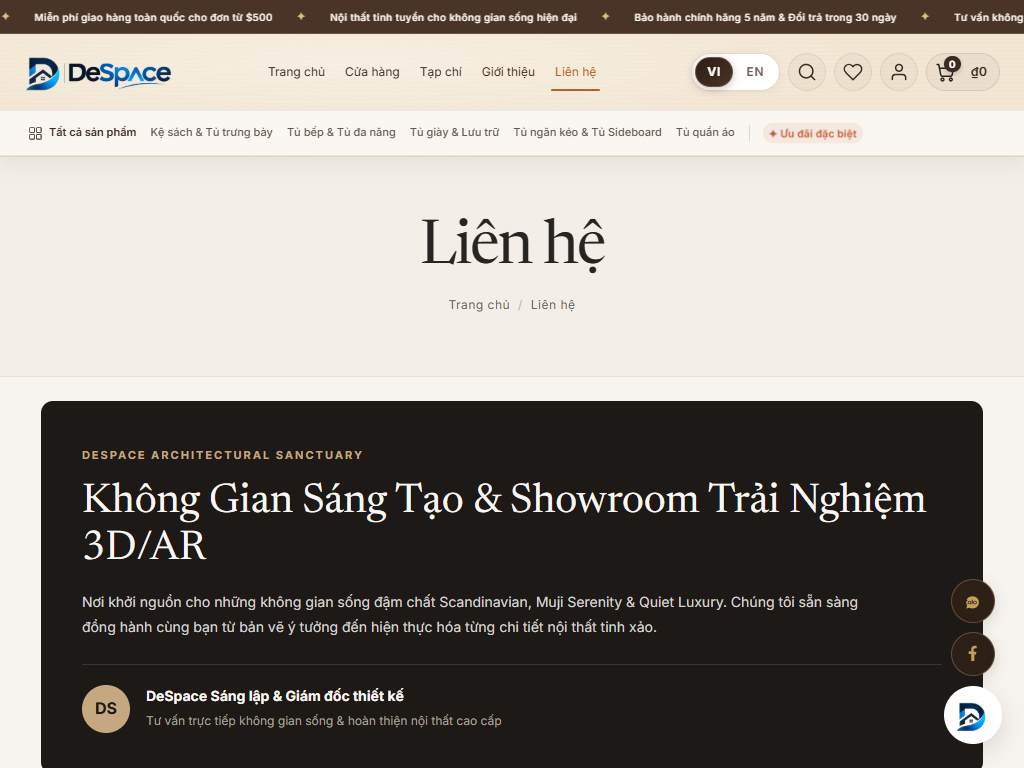 ✦ Miễn phí giao hàng toàn quốc cho đơn từ $500 ✦ Nội thất tinh tuyển cho không gian sống hiện đại ✦ Bảo hành chính hãng 5 năm & Đổi trả trong 30 ngày ✦ Tư vấn không
DeSpace
Trang chủ Cửa hàng Tạp chí Giới thiệu Liên hệ VI EN 0 ₫0
Tất cả sản phẩm Kệ sách & Tủ trưng bày Tủ bếp & Tủ đa năng Tủ giày & Lưu trữ Tủ ngăn kéo & Tủ Sideboard Tủ quần áo ✦ Ưu đãi đặc biệt
Liên hệ
Trang chủ / Liên hệ
DESPACE ARCHITECTURAL SANCTUARY
Không Gian Sáng Tạo & Showroom Trải Nghiệm
3D/AR
Nơi khởi nguồn cho những không gian sống đậm chất Scandinavian, Muji Serenity & Quiet Luxury. Chúng tôi sẵn sàng
đồng hành cùng bạn từ bản vẽ ý tưởng đến hiện thực hóa từng chi tiết nội thất tinh xảo.
Zalo
DS
DeSpace Sáng lập & Giám đốc thiết kế
Tư vấn trực tiếp không gian sống & hoàn thiện nội thất cao cấp